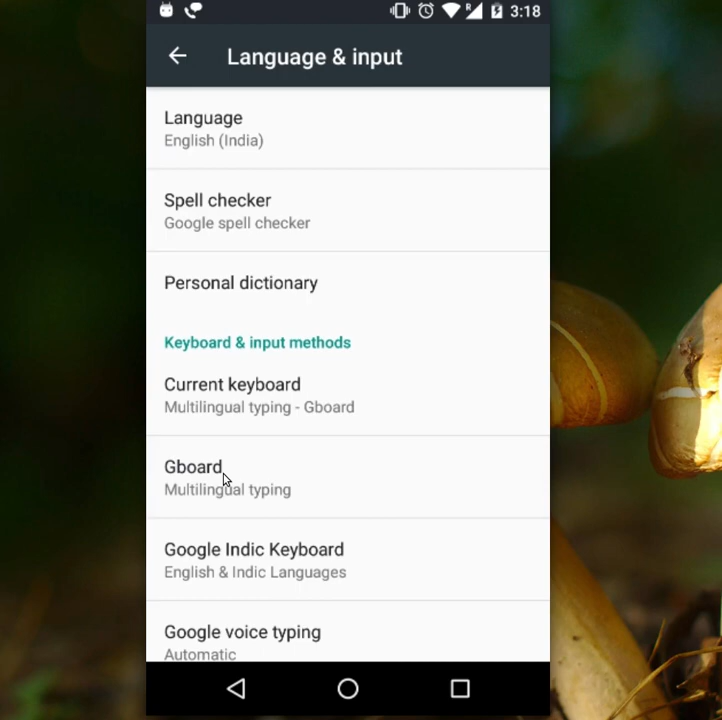 3:18
Language & input
Language
English (India)
Spell checker
Google spell checker
Personal dictionary
Keyboard & input methods
Current keyboard
Multilingual typing - Gboard
Gboard
Multilingual typing
Google Indic Keyboard
English & Indic Languages
Google voice typing
Automatic